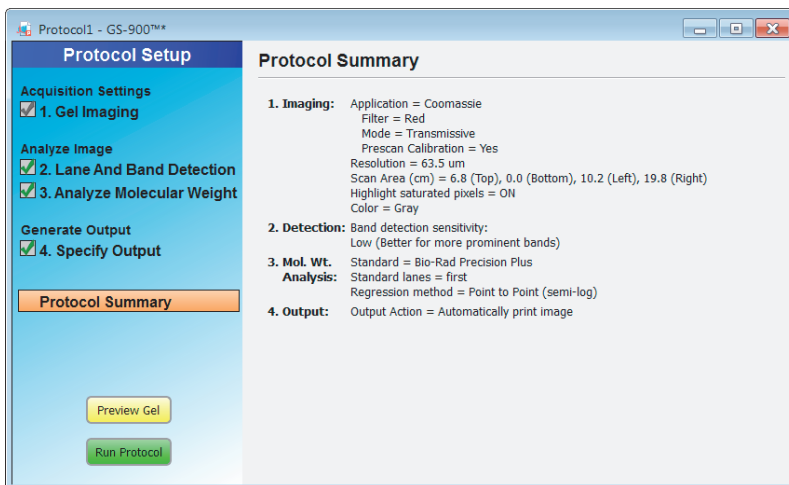 Protocol1 - GS-900™*
Protocol Setup
Acquisition Settings
1. Gel Imaging
Analyze Image
2. Lane And Band Detection
3. Analyze Molecular Weight
Generate Output
4. Specify Output
Protocol Summary
Preview Gel
Run Protocol
Protocol Summary
1. Imaging: Application = Coomassie
Filter = Red
Mode = Transmissive
Prescan Calibration = Yes
Resolution = 63.5 um
Scan Area (cm) = 6.8 (Top), 0.0 (Bottom), 10.2 (Left), 19.8 (Right)
Highlight saturated pixels = ON
Color = Gray
2. Detection: Band detection sensitivity:
Low (Better for more prominent bands)
3. Mol. Wt. Standard = Bio-Rad Precision Plus
Analysis: Standard lanes = first
Regression method = Point to Point (semi-log)
4. Output: Output Action = Automatically print image